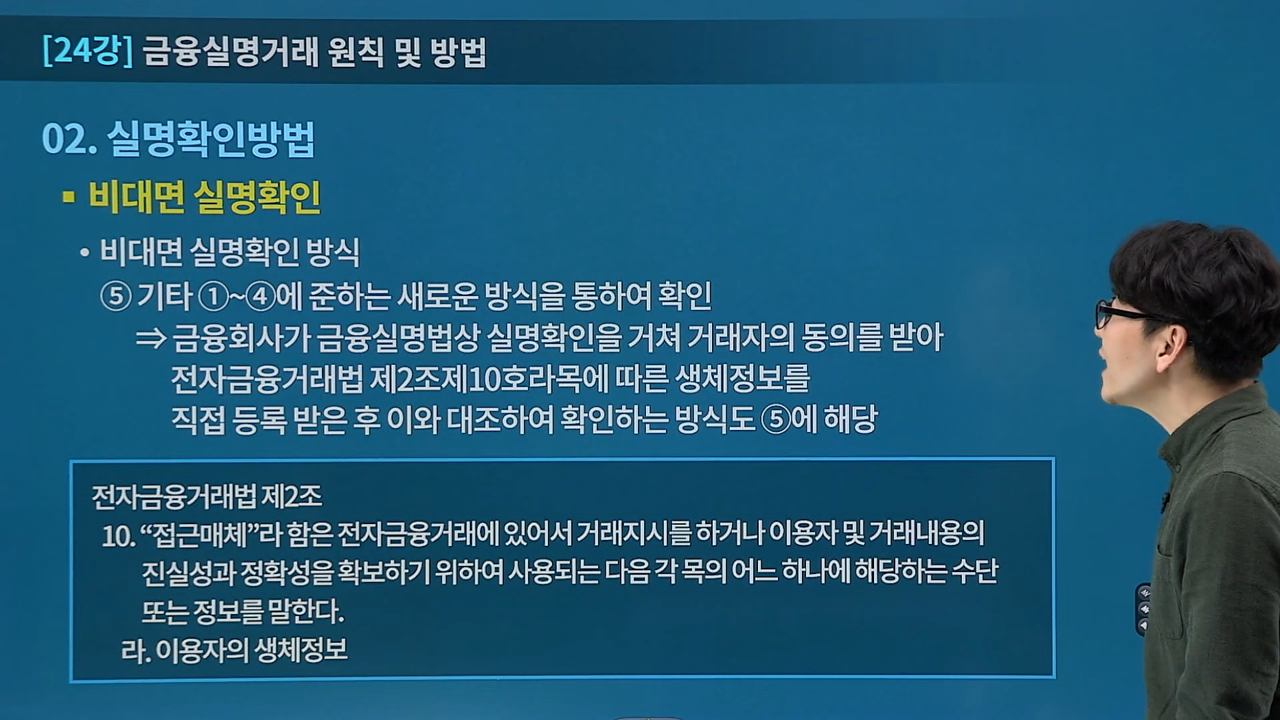 [24강] 금융실명거래 원칙 및 방법
02. 실명확인방법
▪ 비대면 실명확인
• 비대면 실명확인 방식
⑤ 기타 ①~④에 준하는 새로운 방식을 통하여 확인
⇒ 금융회사가 금융실명법상 실명확인을 거쳐 거래자의 동의를 받아
전자금융거래법 제2조제10호라목에 따른 생체정보를
직접 등록 받은 후 이와 대조하여 확인하는 방식도 ⑤에 해당
전자금융거래법 제2조
10. “접근매체”라 함은 전자금융거래에 있어서 거래지시를 하거나 이용자 및 거래내용의
진실성과 정확성을 확보하기 위하여 사용되는 다음 각 목의 어느 하나에 해당하는 수단
또는 정보를 말한다.
라. 이용자의 생체정보